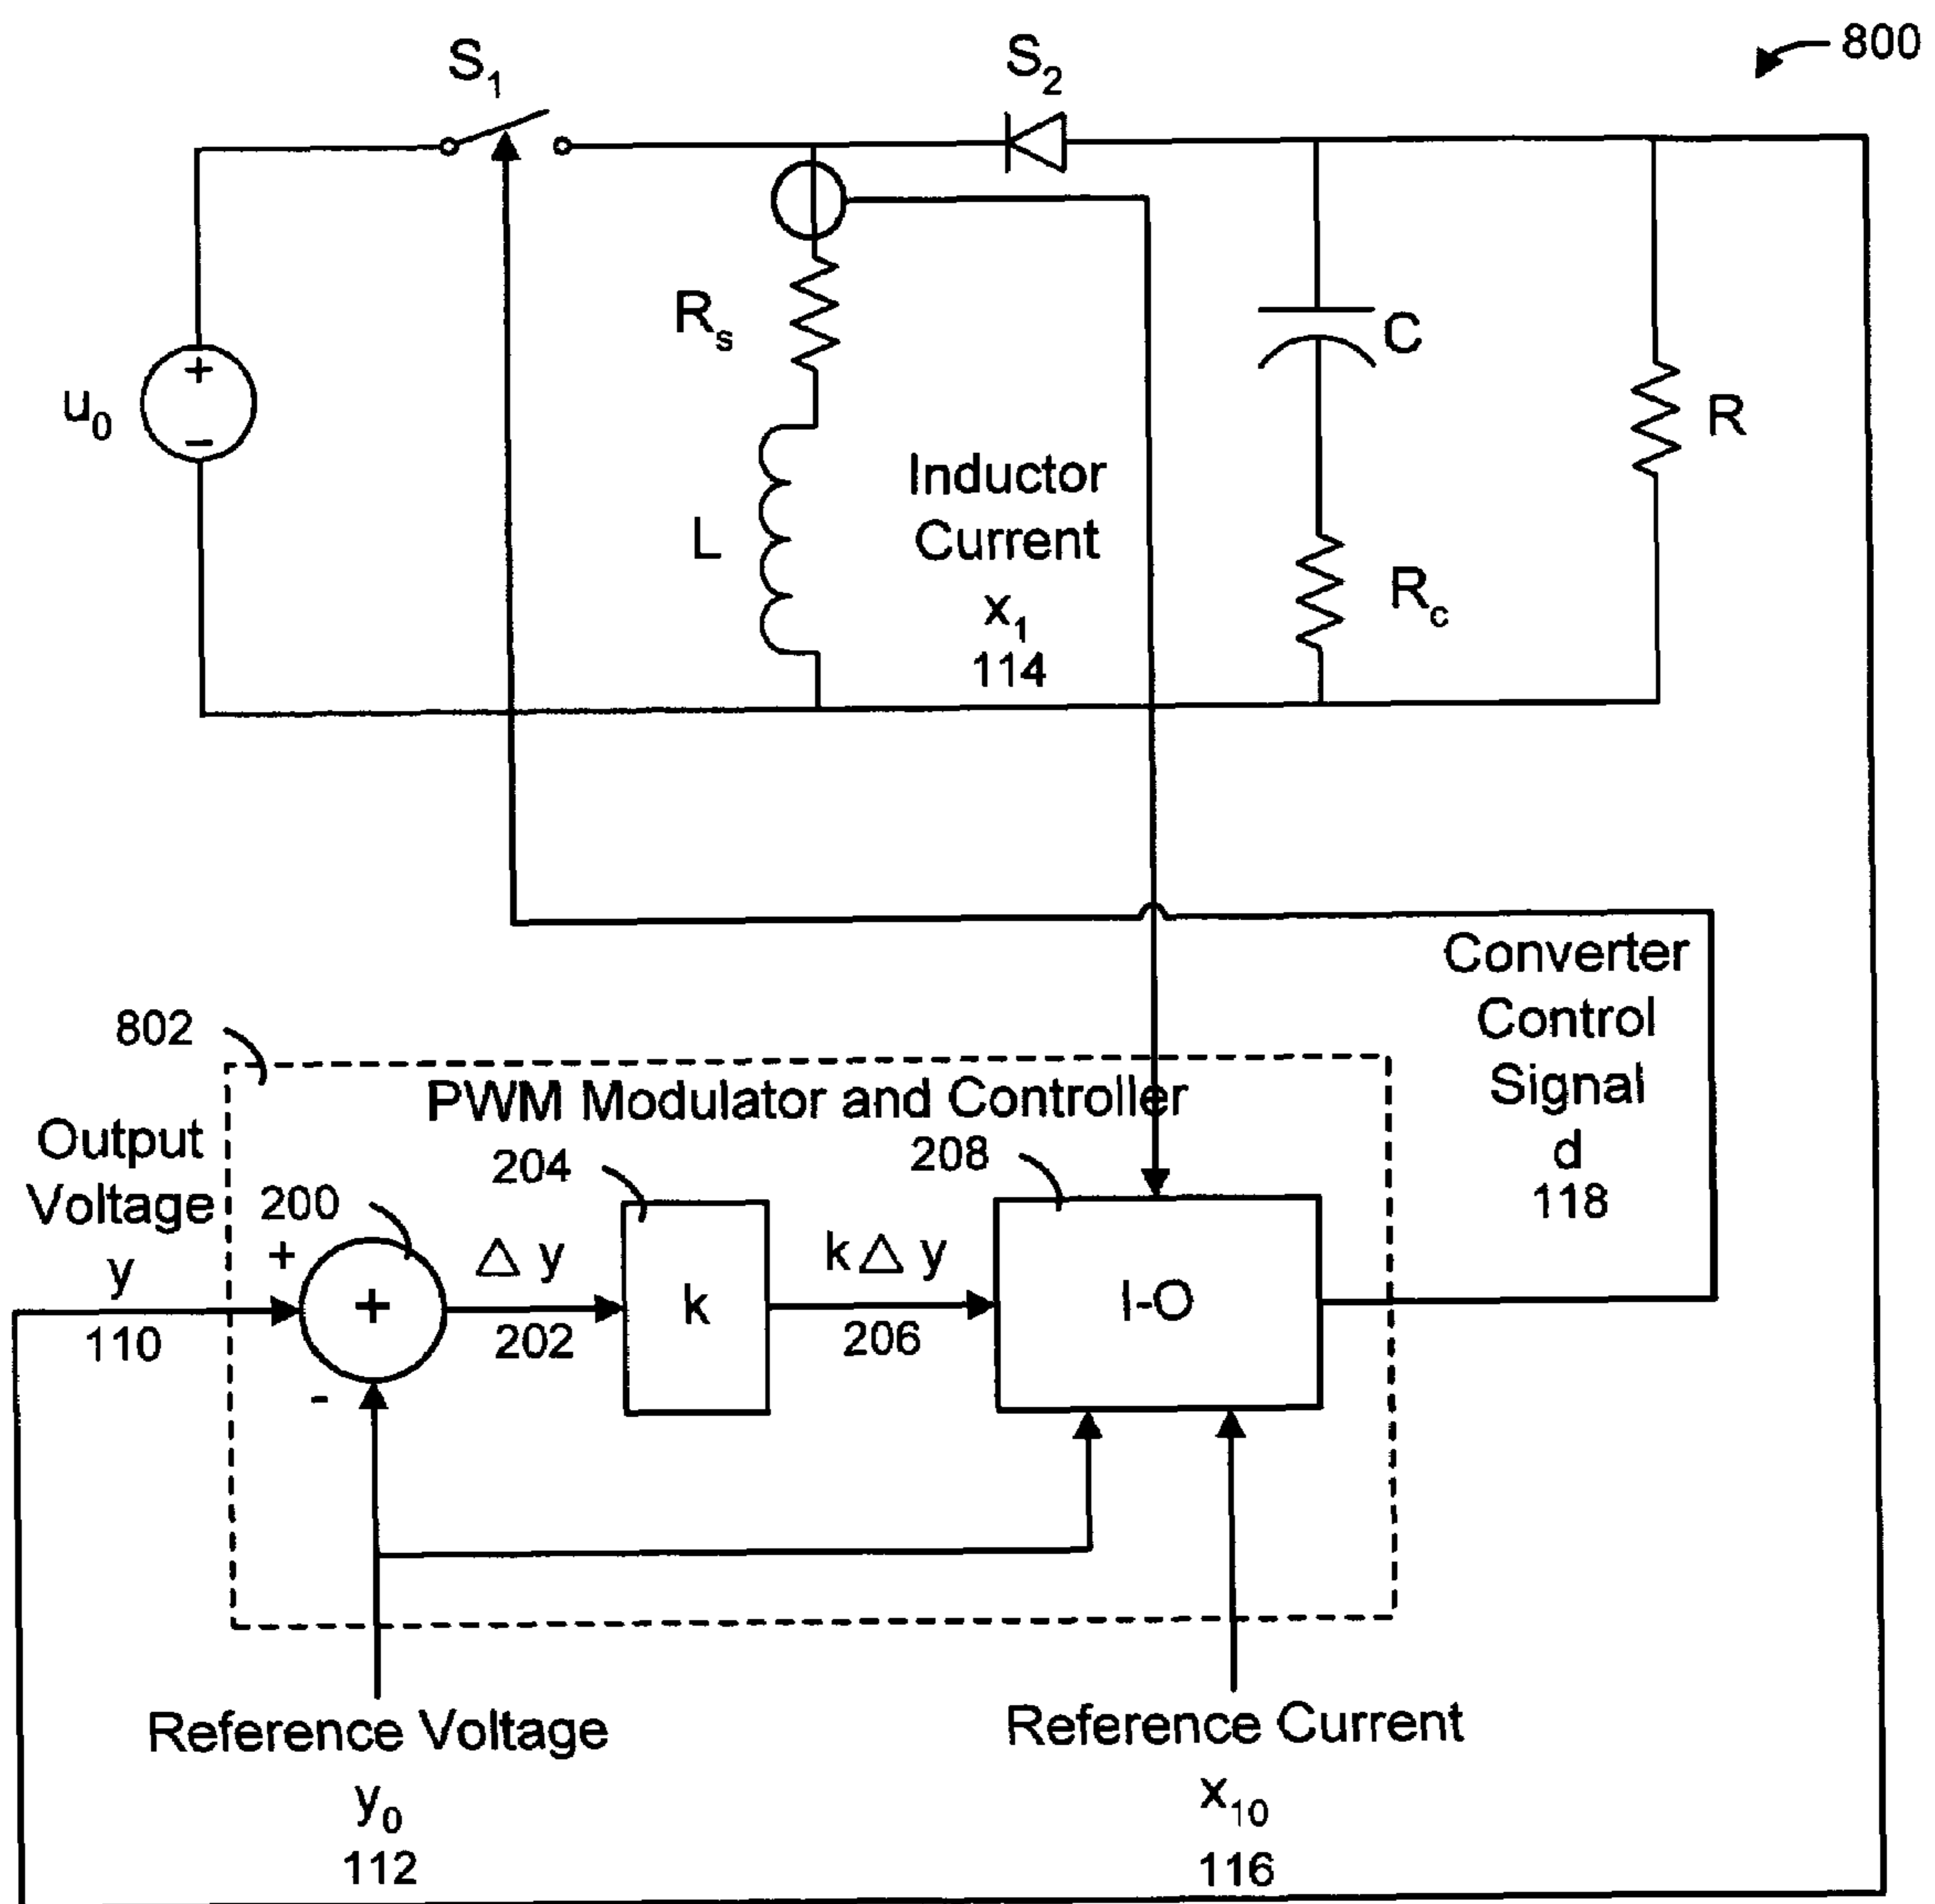 800
S₁
S₂
Rₛ
C
u₀
+
−
R
Inductor
Current
x₁
114
L
R꜀
Converter
Control
Signal
d
118
802
PWM Modulator and Controller
Output
Voltage
y
110
200
204
208
+
+
-
△ y
202
k
k△ y
206
I-O
Reference Voltage
y₀
112
Reference Current
x₁₀
116